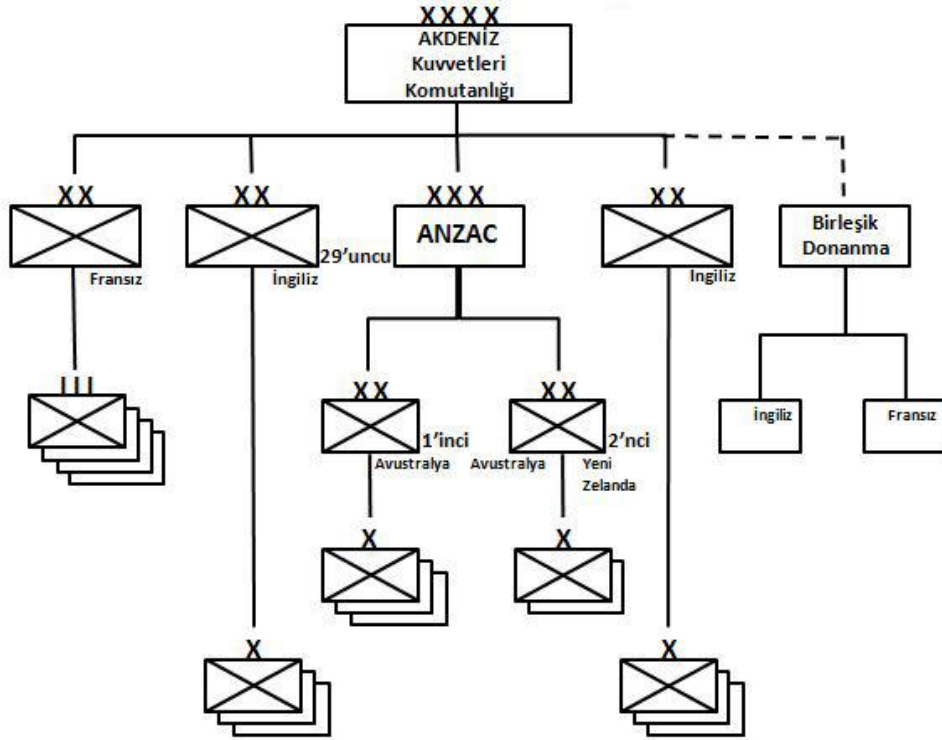 XXXX
AKDENİZ
Kuvvetleri
Komutanlığı
XX
XX
XXX
XX
ANZAC
Birleşik
Donanma
Fransız
29’uncu
İngiliz
Ingiliz
III
XX
XX
İngiliz
Fransız
1’inci
Avustralya
2’nci
Avustralya
Yeni
Zelanda
X
X
X
X